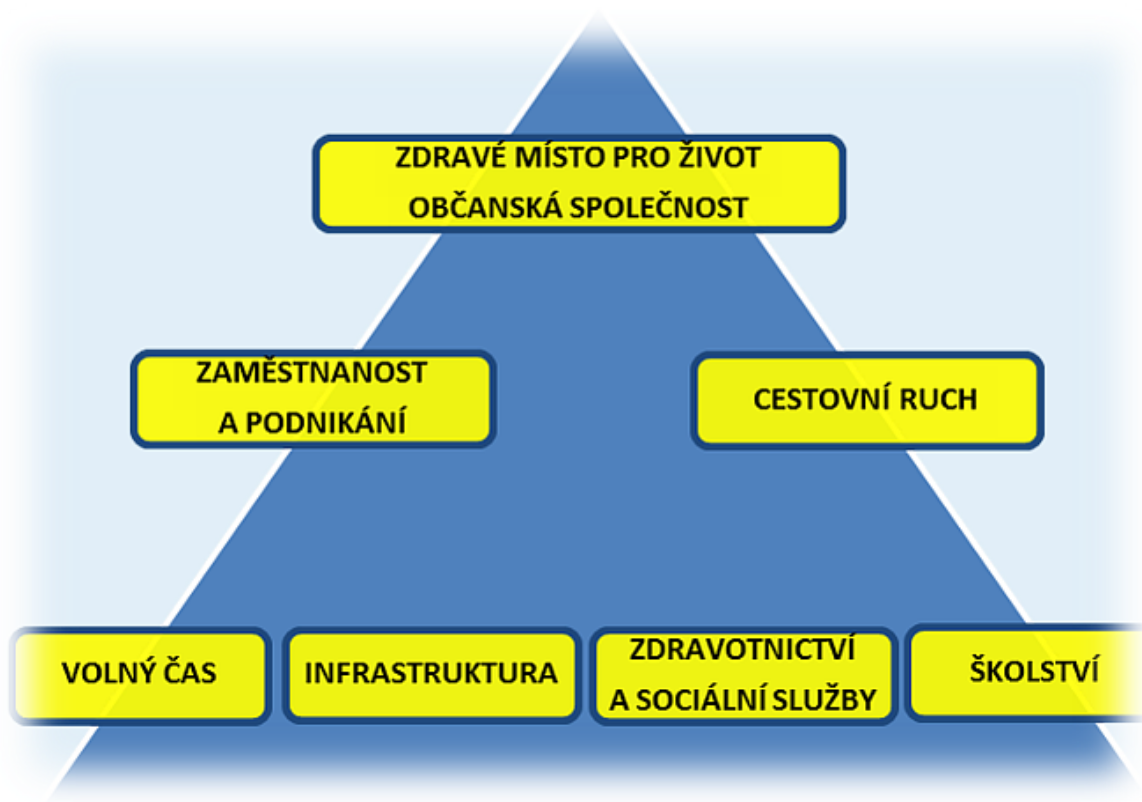 ZDRAVÉ MÍSTO PRO ŽIVOT
OBČANSKÁ SPOLEČNOST
ZAMĚSTNANOST
A PODNIKÁNÍ
CESTOVNÍ RUCH
VOLNÝ ČAS
INFRASTRUKTURA
ZDRAVOTNICTVÍ
A SOCIÁLNÍ SLUŽBY
ŠKOLSTVÍ